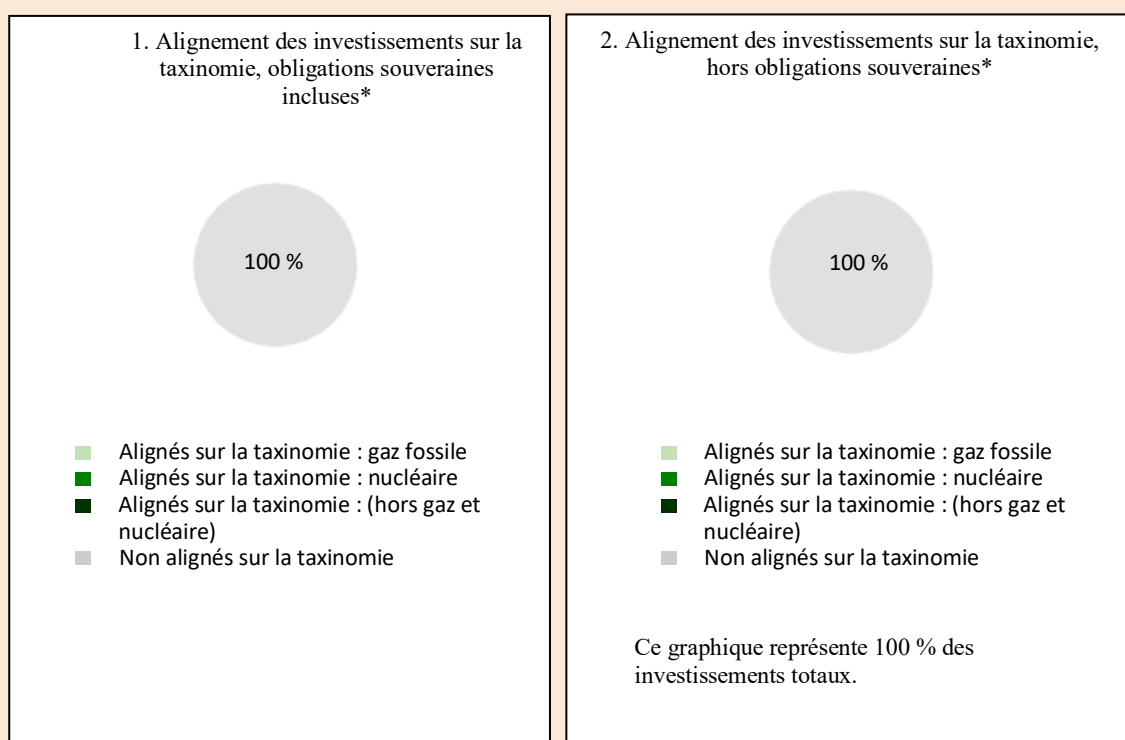 1. Alignement des investissements sur la
taxinomie, obligations souveraines
incluses*
100 %
Alignés sur la taxinomie : gaz fossile
Alignés sur la taxinomie : nucléaire
Alignés sur la taxinomie : (hors gaz et
nucléaire)
Non alignés sur la taxinomie
2. Alignement des investissements sur la taxinomie,
hors obligations souveraines*
100 %
Alignés sur la taxinomie : gaz fossile
Alignés sur la taxinomie : nucléaire
Alignés sur la taxinomie : (hors gaz et
nucléaire)
Non alignés sur la taxinomie
Ce graphique représente 100 % des
investissements totaux.